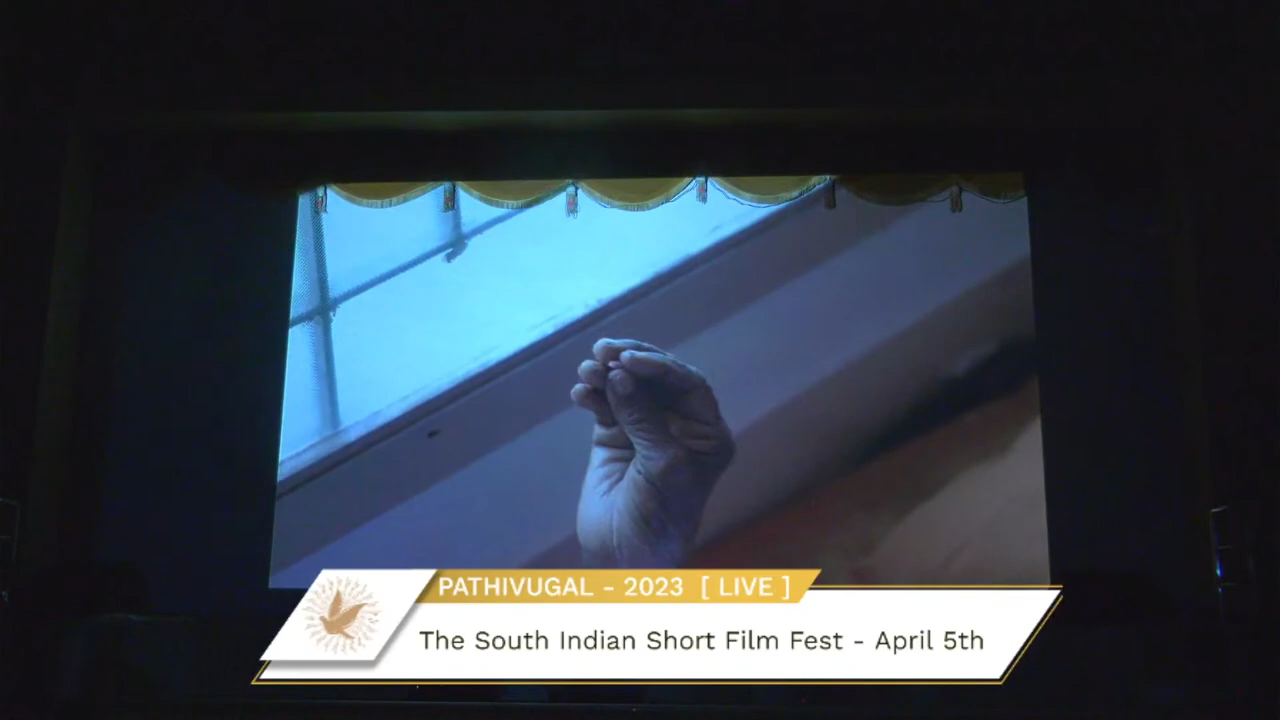 PATHIVUGAL - 2023 [ LIVE ]
The South Indian Short Film Fest - April 5th